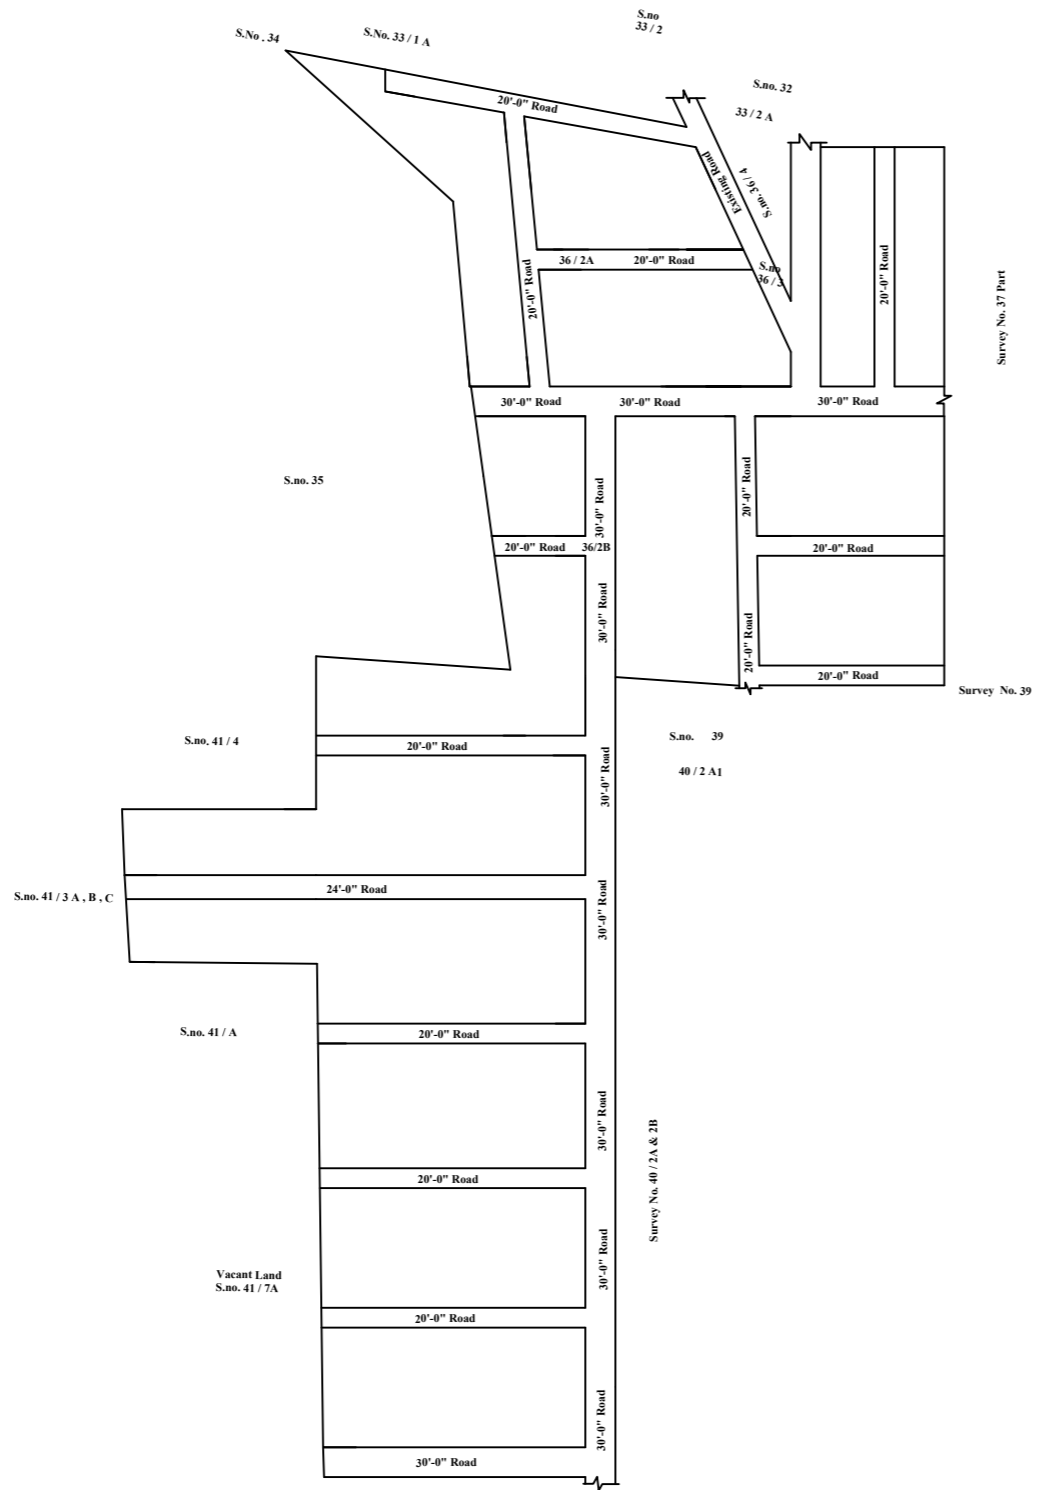 S.no
33 / 2
S.No . 34
S.No. 33 / 1 A
S.no. 32
20'-0" Road
33 / 2 A
Existing Road
S.no. 36 / 4
36 / 2A
20'-0" Road
S.no
36 / 3
20'-0" Road
20'-0" Road
Survey No. 37 Part
30'-0" Road
30'-0" Road
30'-0" Road
S.no. 35
30'-0" Road
20'-0" Road
20'-0" Road
36/2B
20'-0" Road
30'-0" Road
20'-0" Road
20'-0" Road
Survey No. 39
S.no. 41 / 4
20'-0" Road
S.no. 39
40 / 2 A1
30'-0" Road
S.no. 41 / 3 A , B , C
24'-0" Road
30'-0" Road
S.no. 41 / A
20'-0" Road
30'-0" Road
Survey No. 40 / 2A & 2B
20'-0" Road
30'-0" Road
Vacant Land
S.no. 41 / 7A
20'-0" Road
30'-0" Road
30'-0" Road